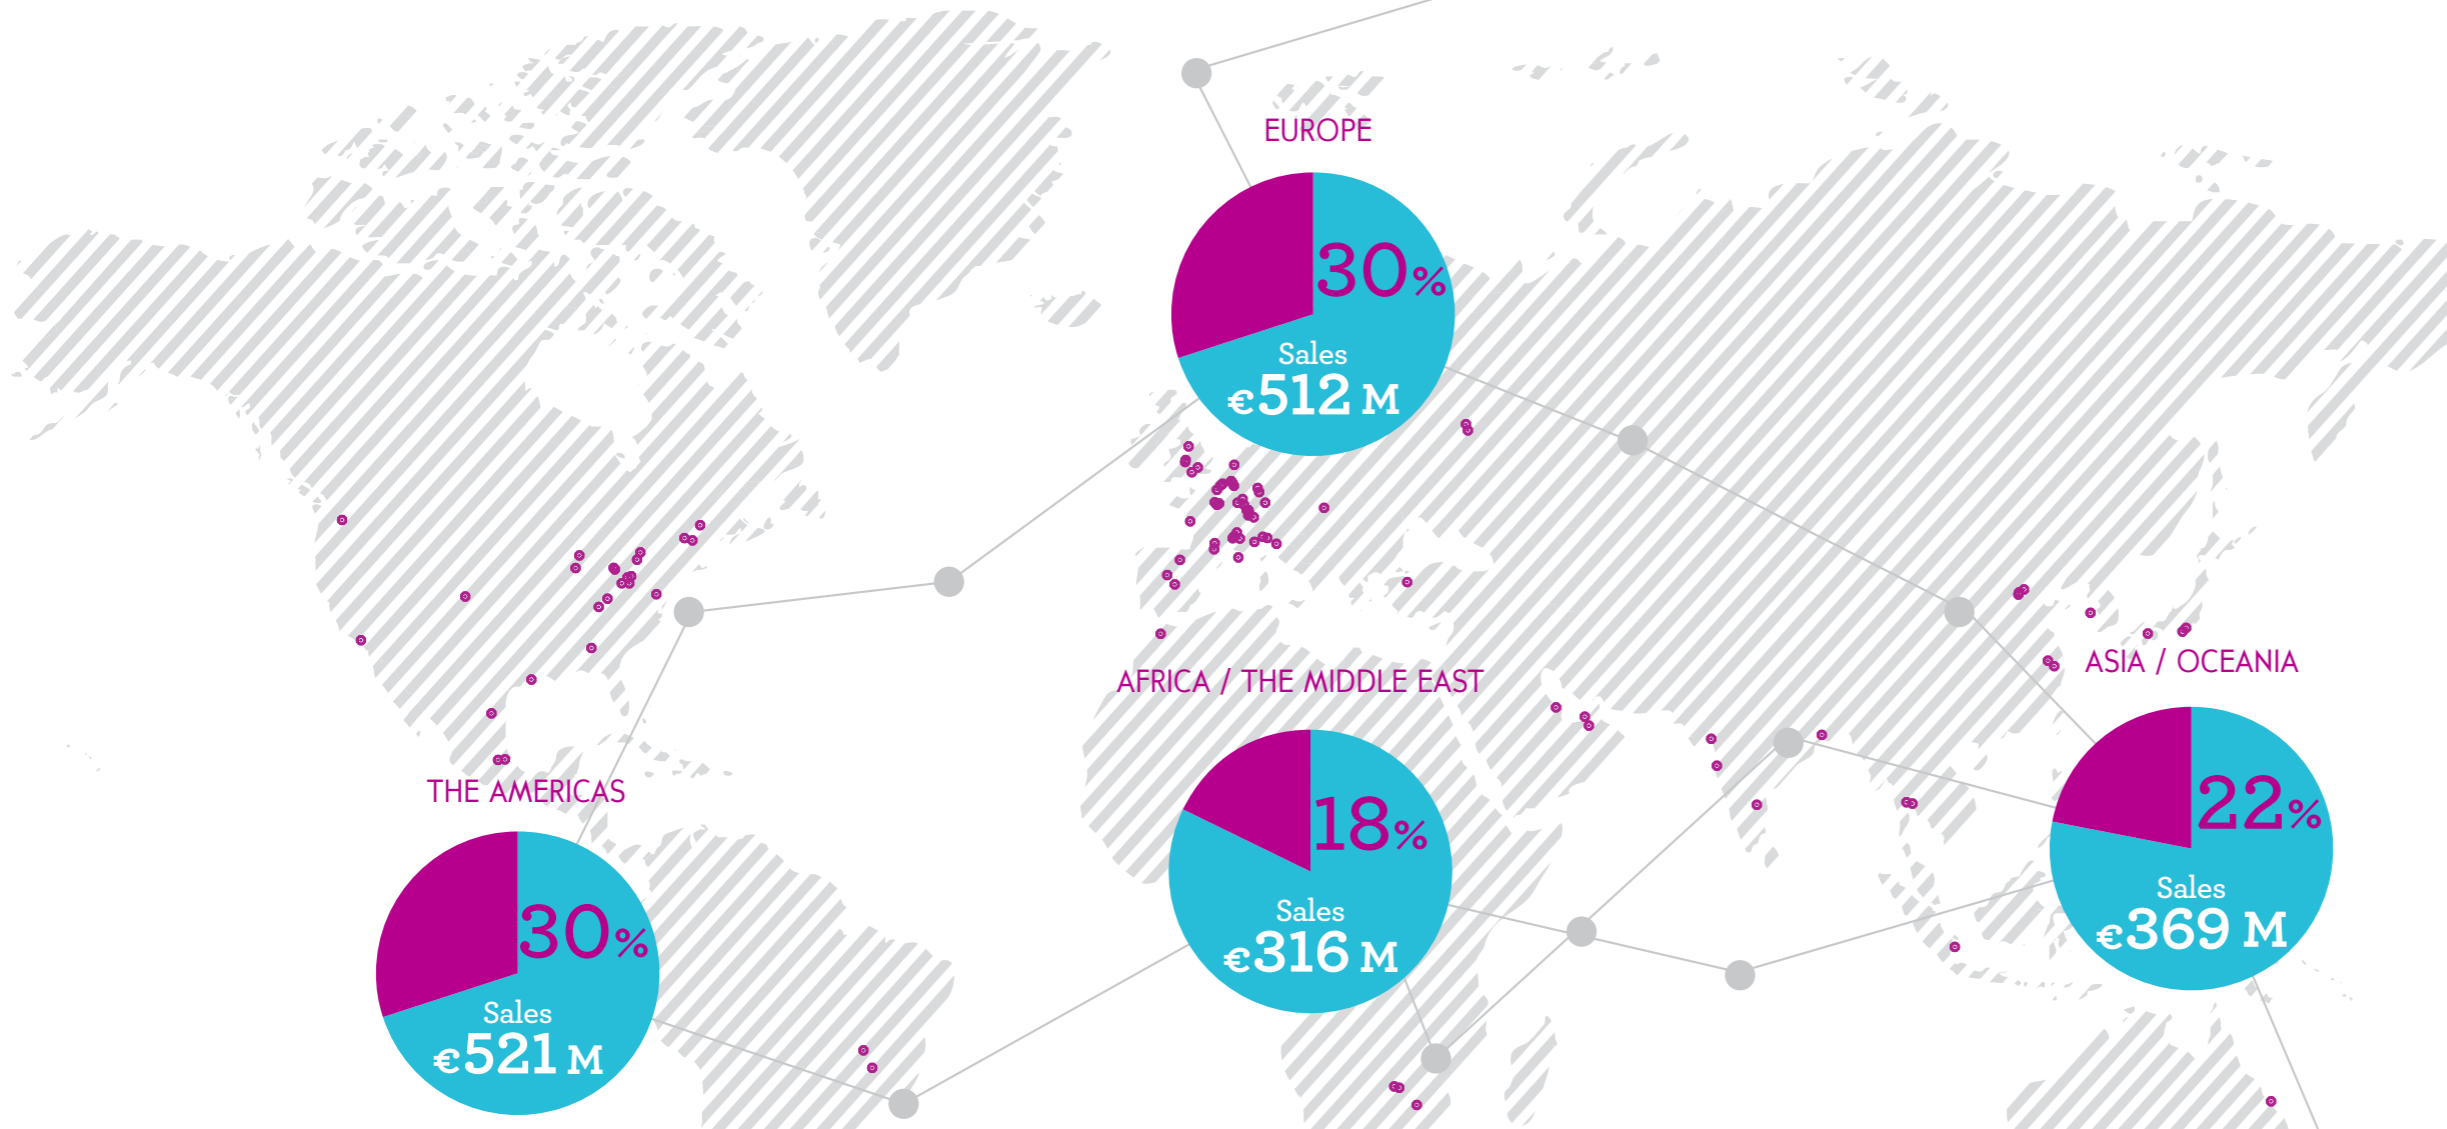 EUROPE
30%
Sales
€512 M
AFRICA / THE MIDDLE EAST
18%
Sales
€316 M
ASIA / OCEANIA
22%
Sales
€369 M
THE AMERICAS
30%
Sales
€521 M